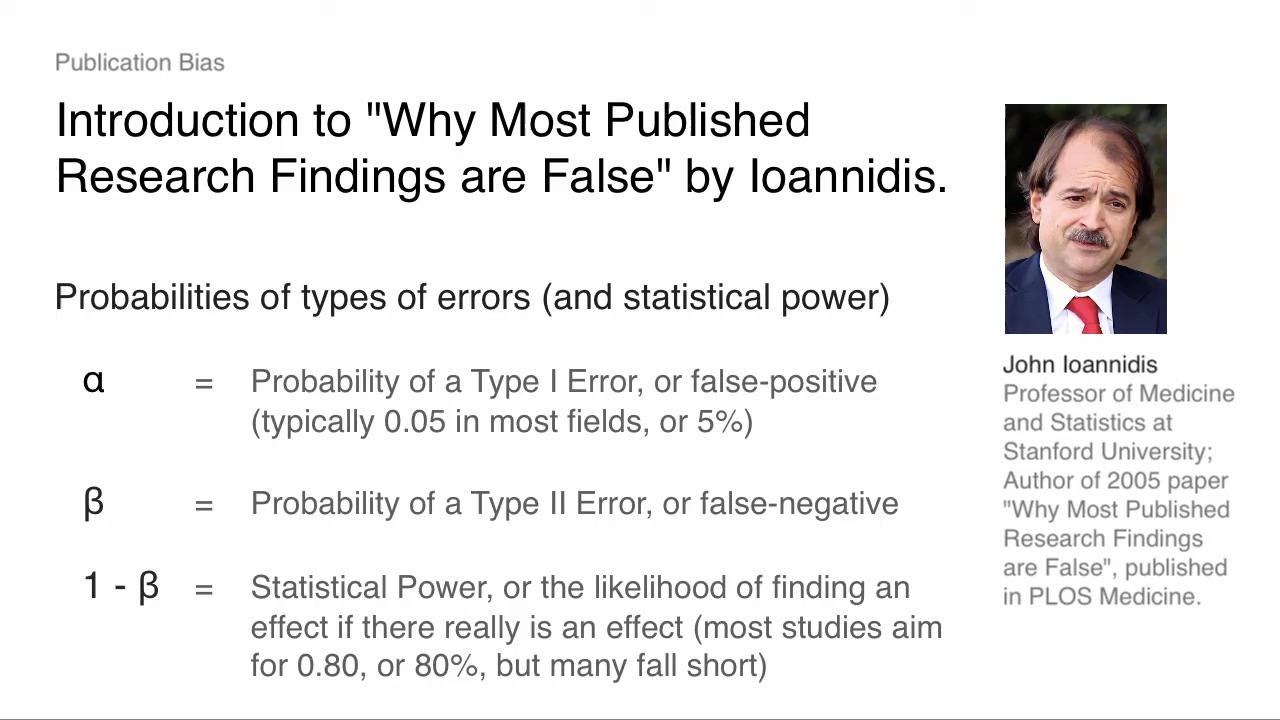 Publication Bias
Introduction to "Why Most Published
Research Findings are False" by Ioannidis.
Probabilities of types of errors (and statistical power)
α = Probability of a Type I Error, or false-positive
(typically 0.05 in most fields, or 5%)
β = Probability of a Type II Error, or false-negative
1 - β = Statistical Power, or the likelihood of finding an
effect if there really is an effect (most studies aim
for 0.80, or 80%, but many fall short)
John Ioannidis
Professor of Medicine
and Statistics at
Stanford University;
Author of 2005 paper
"Why Most Published
Research Findings
are False", published
in PLOS Medicine.